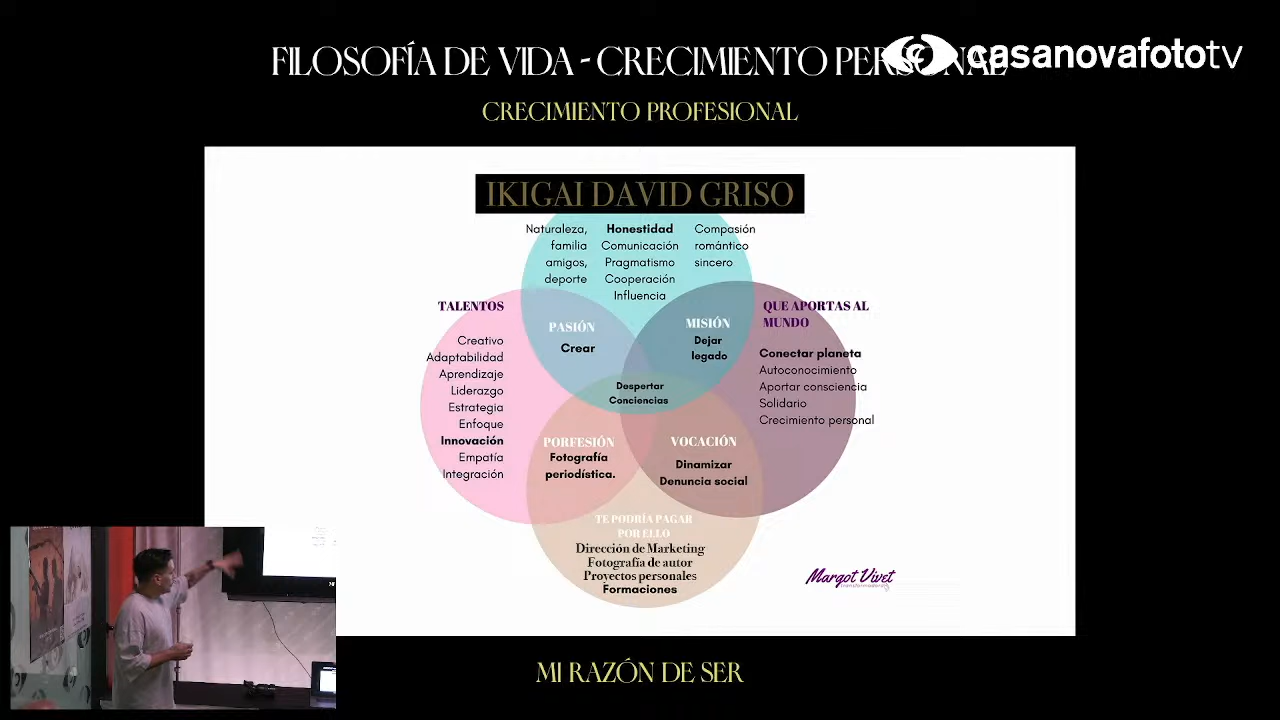 FILOSOFÍA DE VIDA - CRECIMIENTO PERSONAL
casanovafototv
CRECIMIENTO PROFESIONAL
IKIGAI DAVID GRISO
Naturaleza,
familia
amigos,
deporte
Honestidad
Comunicación
Pragmatismo
Cooperación
Influencia
Compasión
romántico
sincero
TALENTOS
Creativo
Adaptabilidad
Aprendizaje
Liderazgo
Estrategia
Enfoque
Innovación
Empatía
Integración
PASIÓN
Crear
MISIÓN
Dejar
legado
QUE APORTAS AL
MUNDO
Conectar planeta
Autoconocimiento
Aportar consciencia
Solidario
Crecimiento personal
Despertar
Conciencias
PORFESIÓN
Fotografía
periodística.
VOCACIÓN
Dinamizar
Denuncia social
TE PODRÍA PAGAR
POR ELLO
Dirección de Marketing
Fotografía de autor
Proyectos personales
Formaciones
Margot Vivet
MI RAZÓN DE SER